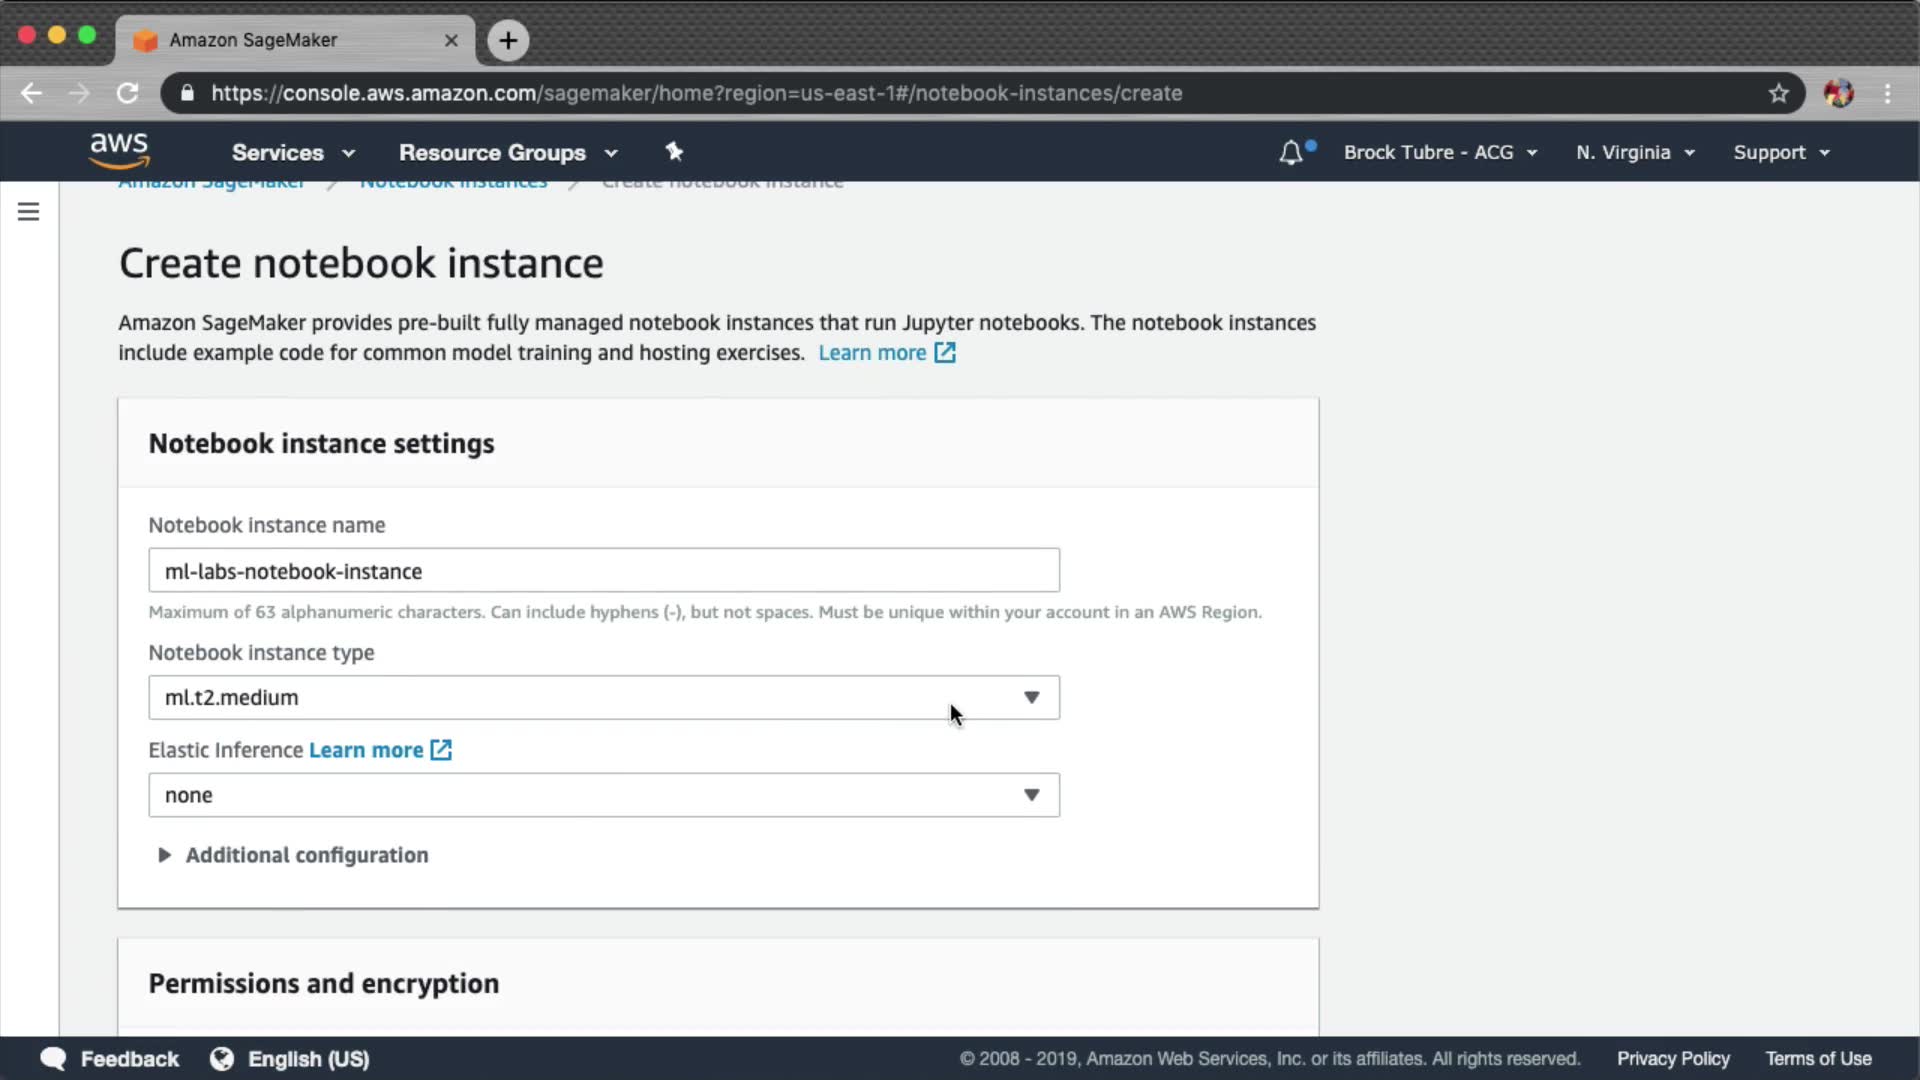 Amazon SageMaker
https://console.aws.amazon.com/sagemaker/home?region=us-east-1#/notebook-instances/create
aws Services Resource Groups Brock Tubre - ACG N. Virginia Support
Amazon SageMaker / Notebook instances / Create notebook instance
Create notebook instance
Amazon SageMaker provides pre-built fully managed notebook instances that run Jupyter notebooks. The notebook instances
include example code for common model training and hosting exercises. Learn more
Notebook instance settings
Notebook instance name
ml-labs-notebook-instance
Maximum of 63 alphanumeric characters. Can include hyphens (-), but not spaces. Must be unique within your account in an AWS Region.
Notebook instance type
ml.t2.medium
Elastic Inference Learn more
none
Additional configuration
Permissions and encryption
Feedback English (US) © 2008 - 2019, Amazon Web Services, Inc. or its affiliates. All rights reserved. Privacy Policy Terms of Use